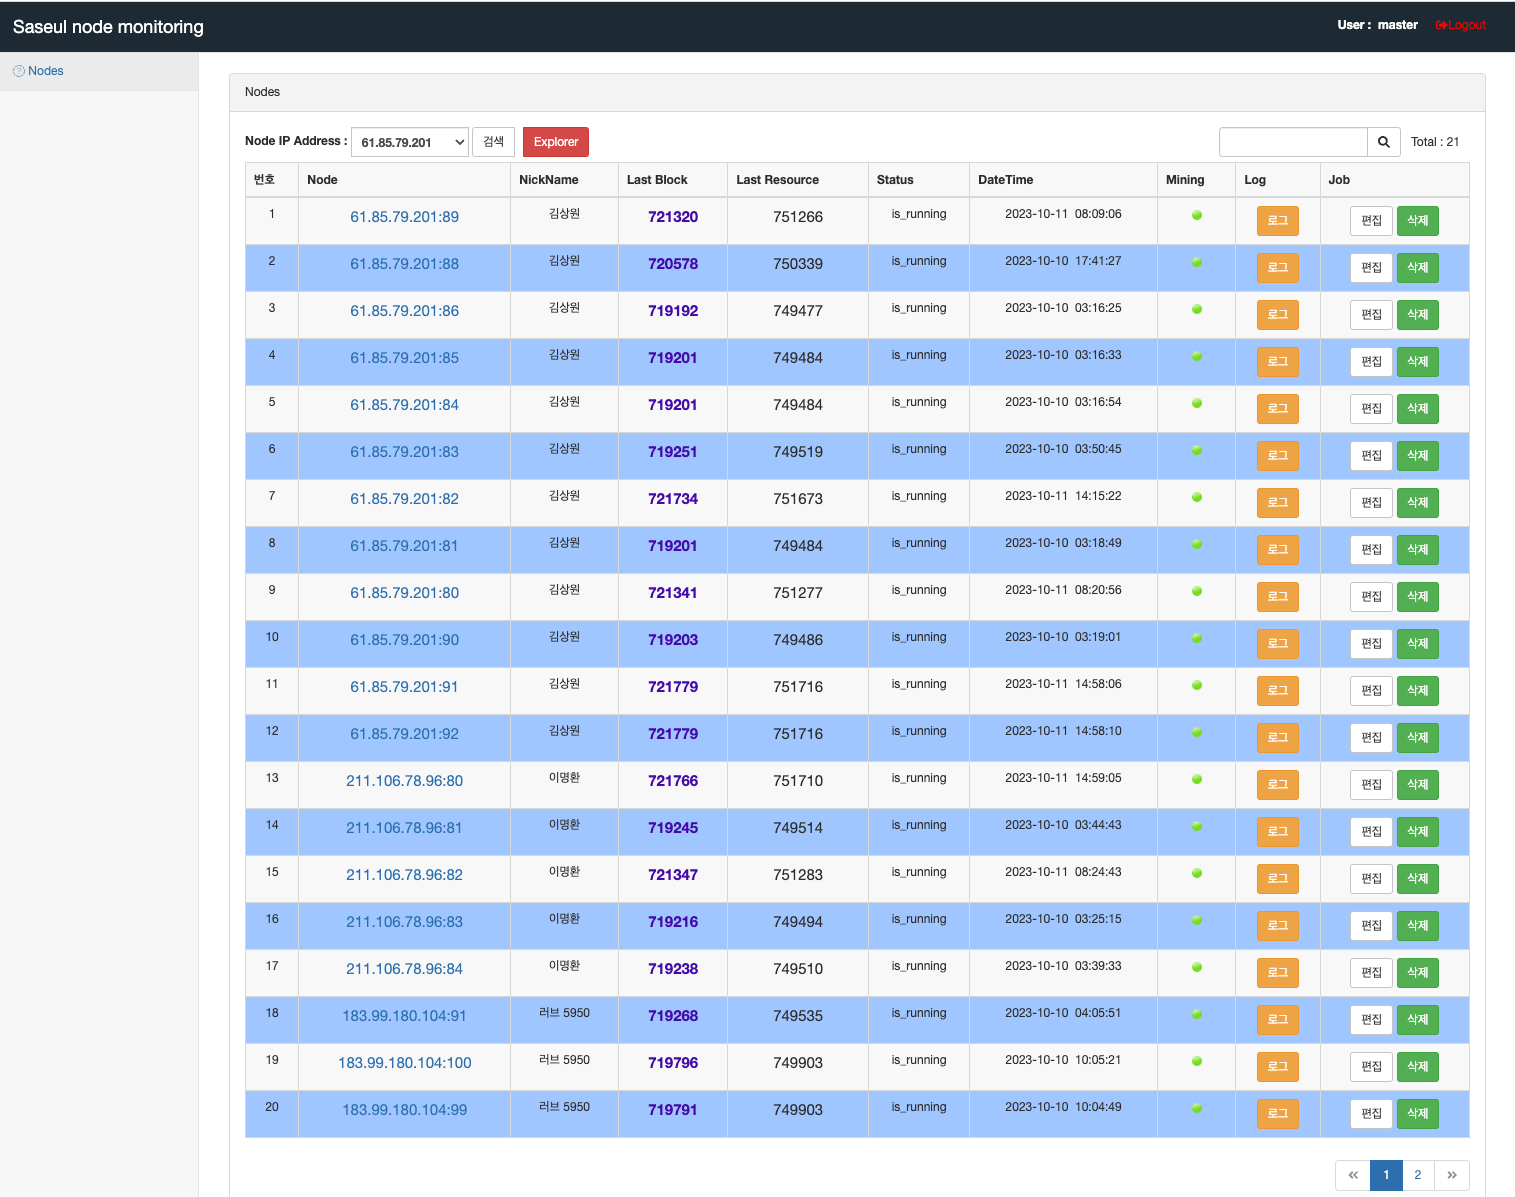 Saseul node monitoring
User : master Logout
Nodes
Nodes
Node IP Address : 61.85.79.201 검색 Explorer Total : 21
번호 Node NickName Last Block Last Resource Status DateTime Mining Log Job
1 61.85.79.201:89 김상원 721320 751266 is_running 2023-10-11 08:09:06 로그 편집 삭제
2 61.85.79.201:88 김상원 720578 750339 is_running 2023-10-10 17:41:27 로그 편집 삭제
3 61.85.79.201:86 김상원 719192 749477 is_running 2023-10-10 03:16:25 로그 편집 삭제
4 61.85.79.201:85 김상원 719201 749484 is_running 2023-10-10 03:16:33 로그 편집 삭제
5 61.85.79.201:84 김상원 719201 749484 is_running 2023-10-10 03:16:54 로그 편집 삭제
6 61.85.79.201:83 김상원 719251 749519 is_running 2023-10-10 03:50:45 로그 편집 삭제
7 61.85.79.201:82 김상원 721734 751673 is_running 2023-10-11 14:15:22 로그 편집 삭제
8 61.85.79.201:81 김상원 719201 749484 is_running 2023-10-10 03:18:49 로그 편집 삭제
9 61.85.79.201:80 김상원 721341 751277 is_running 2023-10-11 08:20:56 로그 편집 삭제
10 61.85.79.201:90 김상원 719203 749486 is_running 2023-10-10 03:19:01 로그 편집 삭제
11 61.85.79.201:91 김상원 721779 751716 is_running 2023-10-11 14:58:06 로그 편집 삭제
12 61.85.79.201:92 김상원 721779 751716 is_running 2023-10-11 14:58:10 로그 편집 삭제
13 211.106.78.96:80 이명환 721766 751710 is_running 2023-10-11 14:59:05 로그 편집 삭제
14 211.106.78.96:81 이명환 719245 749514 is_running 2023-10-10 03:44:43 로그 편집 삭제
15 211.106.78.96:82 이명환 721347 751283 is_running 2023-10-11 08:24:43 로그 편집 삭제
16 211.106.78.96:83 이명환 719216 749494 is_running 2023-10-10 03:25:15 로그 편집 삭제
17 211.106.78.96:84 이명환 719238 749510 is_running 2023-10-10 03:39:33 로그 편집 삭제
18 183.99.180.104:91 러브 5950 719268 749535 is_running 2023-10-10 04:05:51 로그 편집 삭제
19 183.99.180.104:100 러브 5950 719796 749903 is_running 2023-10-10 10:05:21 로그 편집 삭제
20 183.99.180.104:99 러브 5950 719791 749903 is_running 2023-10-10 10:04:49 로그 편집 삭제
« 1 2 »